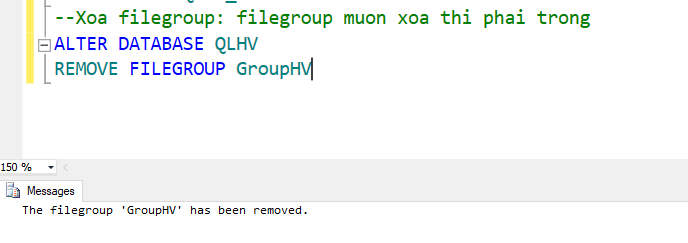 --Xoa filegroup: filegroup muon xoa thi phai trong
ALTER DATABASE QLHV
REMOVE FILEGROUP GroupHV
150 %
Messages
The filegroup 'GroupHV' has been removed.